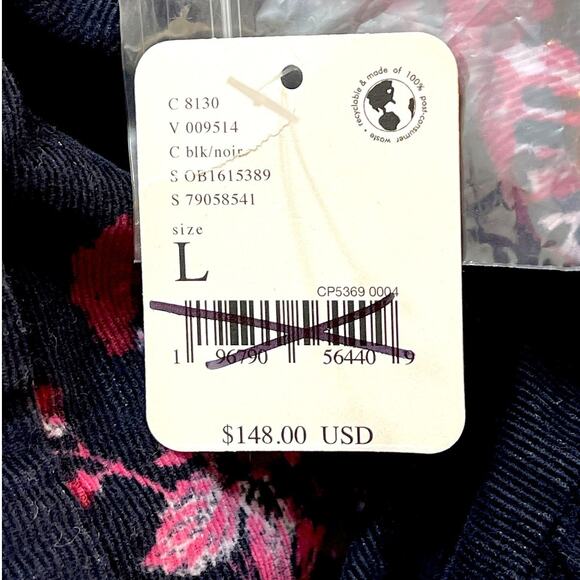 C 8130
V 009514
C blk/noir
S OB1615389
S 79058541
size
L
recyclable & made of 100% post-consumer waste •
CP5369 0004
1 96790 56440 9
$148.00 USD